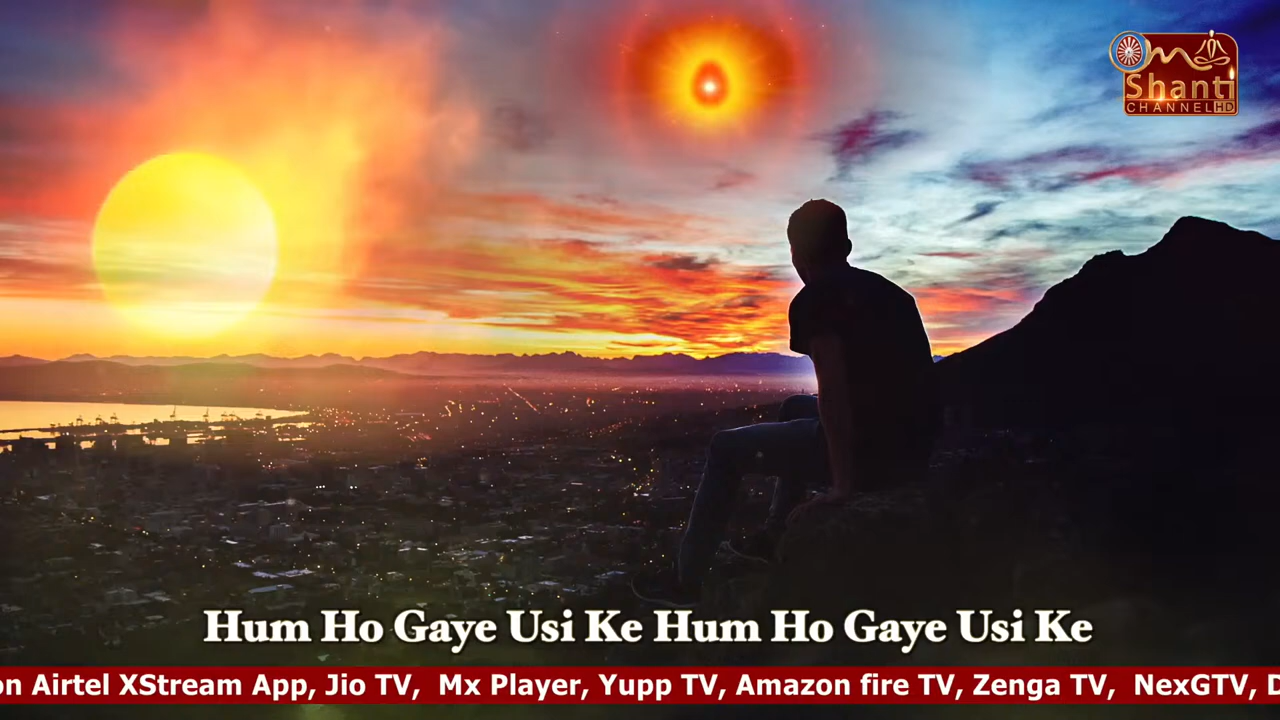 Om
Shanti
CHANNEL HD
Hum Ho Gaye Usi Ke Hum Ho Gaye Usi Ke
on Airtel XStream App, Jio TV, Mx Player, Yupp TV, Amazon fire TV, Zenga TV, NexGTV, D